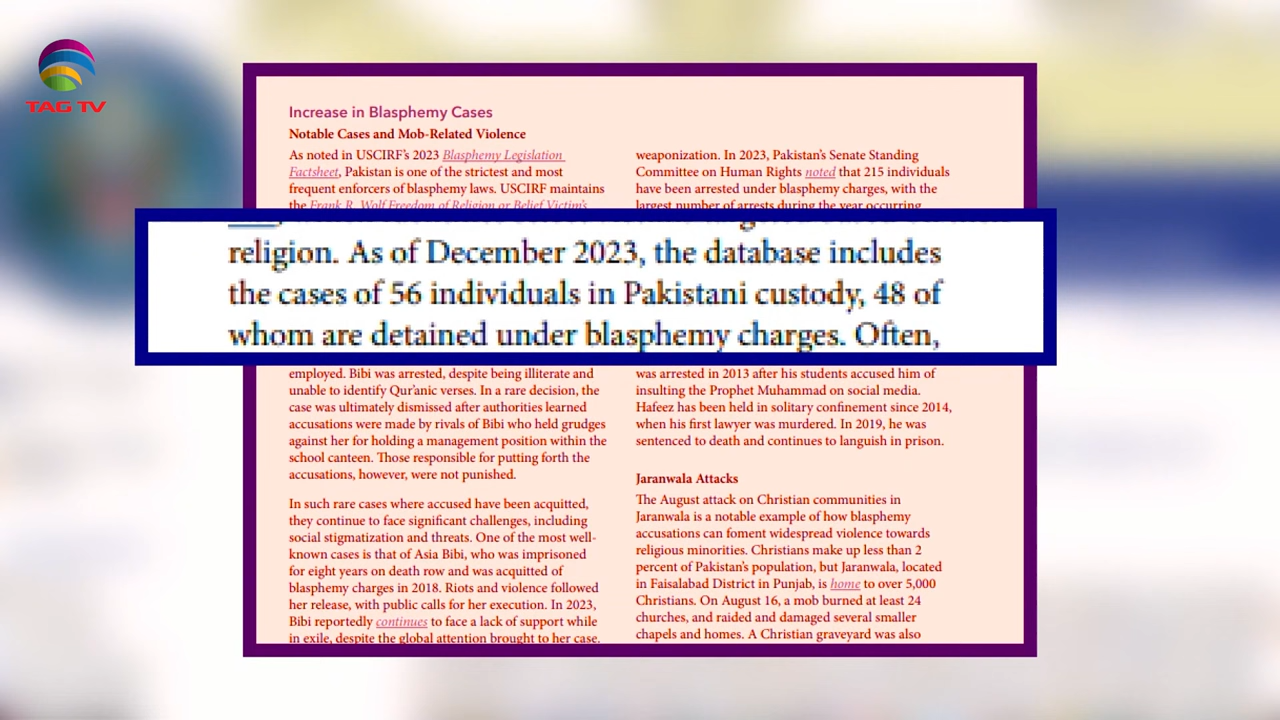 TAG TV
Increase in Blasphemy Cases
Notable Cases and Mob-Related Violence
As noted in USCIRF's 2023 Blasphemy Legislation
Factsheet, Pakistan is one of the strictest and most
frequent enforcers of blasphemy laws. USCIRF maintains
the Frank R. Wolf Freedom of Religion or Belief Victim's
religion. As of December 2023, the database includes
the cases of 56 individuals in Pakistani custody, 48 of
whom are detained under blasphemy charges. Often,
employed. Bibi was arrested, despite being illiterate and
unable to identify Qur'anic verses. In a rare decision, the
case was ultimately dismissed after authorities learned
accusations were made by rivals of Bibi who held grudges
against her for holding a management position within the
school canteen. Those responsible for putting forth the
accusations, however, were not punished.
In such rare cases where accused have been acquitted,
they continue to face significant challenges, including
social stigmatization and threats. One of the most well-
known cases is that of Asia Bibi, who was imprisoned
for eight years on death row and was acquitted of
blasphemy charges in 2018. Riots and violence followed
her release, with public calls for her execution. In 2023,
Bibi reportedly continues to face a lack of support while
in exile, despite the global attention brought to her case.
weaponization. In 2023, Pakistan's Senate Standing
Committee on Human Rights noted that 215 individuals
have been arrested under blasphemy charges, with the
largest number of arrests during the year occurring
was arrested in 2013 after his students accused him of
insulting the Prophet Muhammad on social media.
Hafeez has been held in solitary confinement since 2014,
when his first lawyer was murdered. In 2019, he was
sentenced to death and continues to languish in prison.
Jaranwala Attacks
The August attack on Christian communities in
Jaranwala is a notable example of how blasphemy
accusations can foment widespread violence towards
religious minorities. Christians make up less than 2
percent of Pakistan's population, but Jaranwala, located
in Faisalabad District in Punjab, is home to over 5,000
Christians. On August 16, a mob burned at least 24
churches, and raided and damaged several smaller
chapels and homes. A Christian graveyard was also